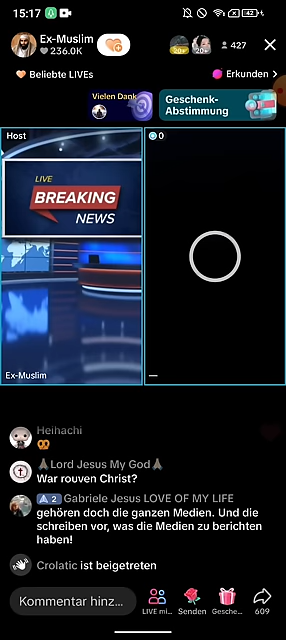 15:17
Ex-Muslim
236.0K
20+
20+
427
Beliebte LIVEs
Erkunden >
Vielen Dank
Geschenk-
Abstimmung
Host
0
LIVE
BREAKING
NEWS
Ex-Muslim
Heihachi
Lord Jesus My God
War rouven Christ?
2 Gabriele Jesus LOVE OF MY LIFE
gehören doch die ganzen Medien. Und die
schreiben vor, was die Medien zu berichten
haben!
Crolatic ist beigetreten
Kommentar hinz...
LIVE mi...
Senden
Gesche...
609